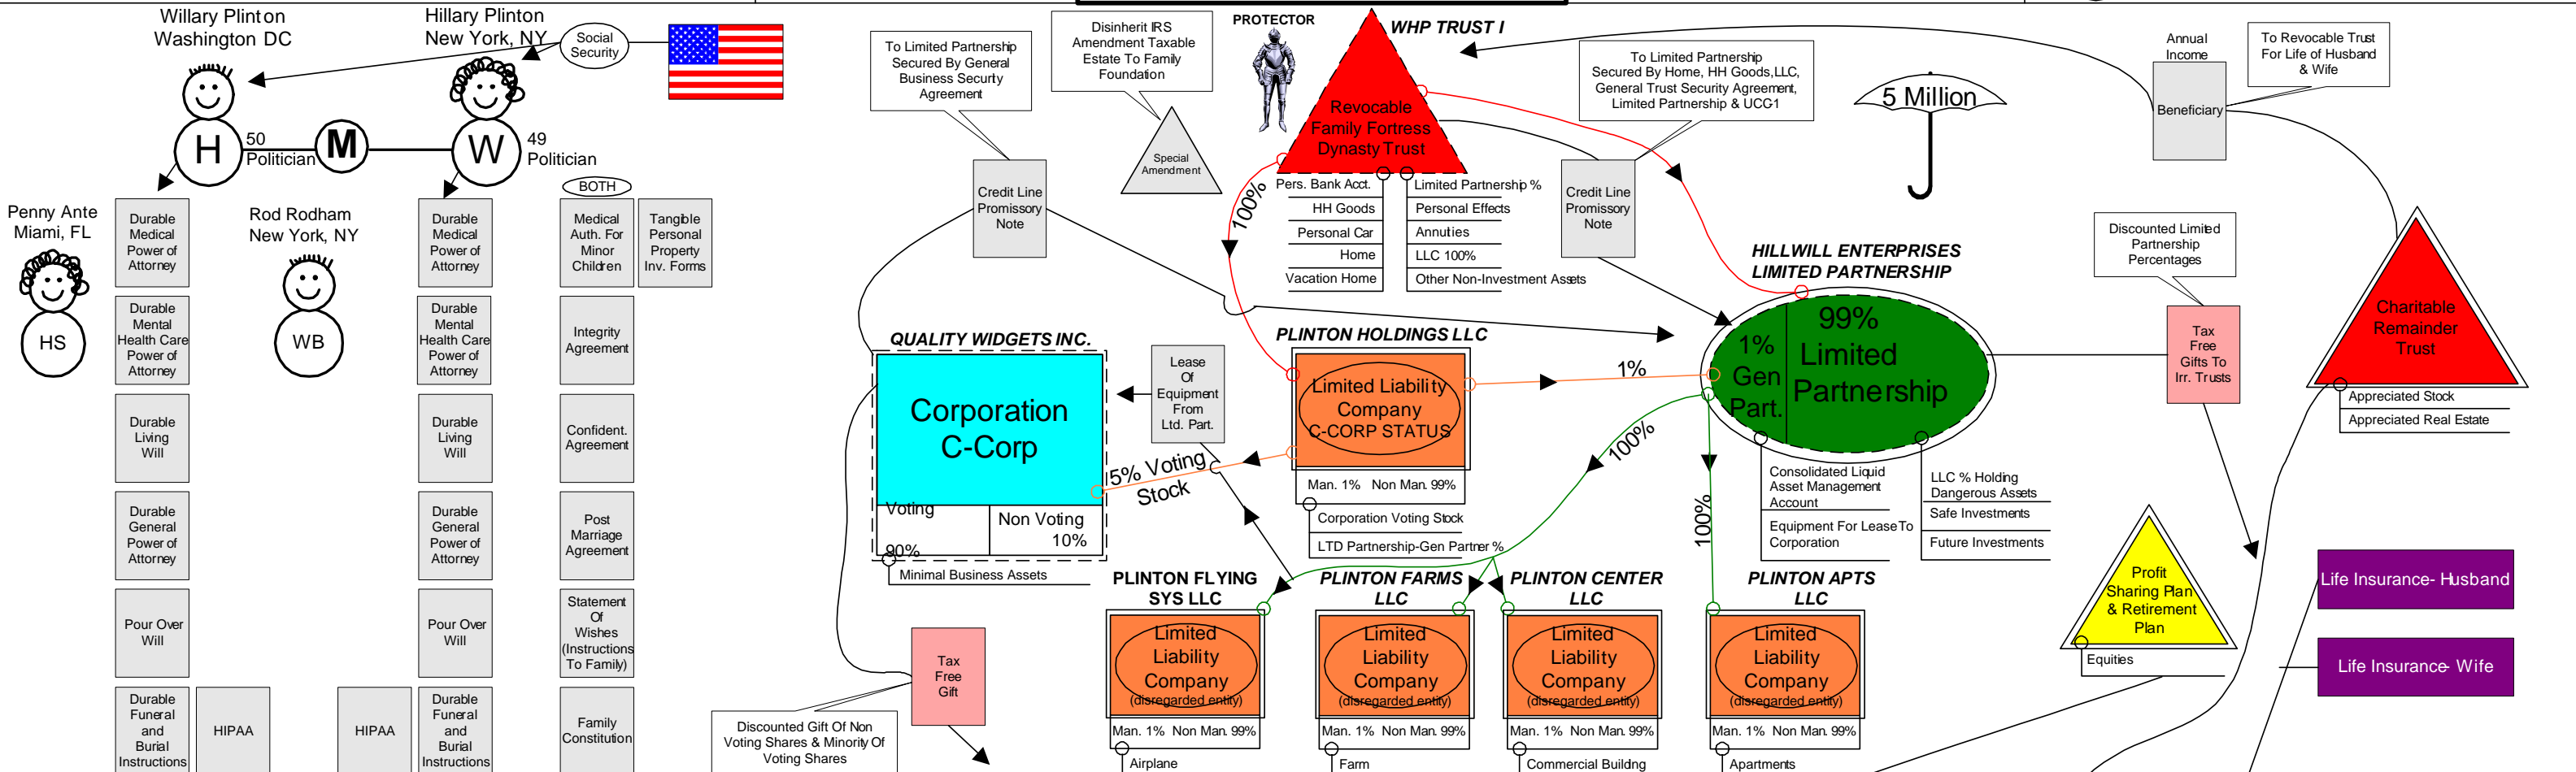 Willary Plinton
Washington DC
Hillary Plinton
New York, NY
Social
Security
H
50
Politician
M
W
49
Politician
BOTH
Penny Ante
Miami, FL
HS
Rod Rodham
New York, NY
WB
Durable
Medical
Power of
Attorney
Durable
Mental
Health Care
Power of
Attorney
Durable
Living
Will
Durable
General
Power of
Attorney
Pour Over
Will
Durable
Funeral
and
Burial
Instructions
HIPAA
HIPAA
Durable
Medical
Power of
Attorney
Durable
Mental
Health Care
Power of
Attorney
Durable
Living
Will
Durable
General
Power of
Attorney
Pour Over
Will
Durable
Funeral
and
Burial
Instructions
Medical
Auth. For
Minor
Children
Tangible
Personal
Property
Inv. Forms
Integrity
Agreement
Confident.
Agreement
Post
Marriage
Agreement
Statement
Of
Wishes
(Instructions
To Family)
Family
Constitution
To Limited Partnership
Secured By General
Business Security
Agreement
Disinherit IRS
Amendment Taxable
Estate To Family
Foundation
Special
Amendment
PROTECTOR
WHP TRUST I
Revocable
Family Fortress
Dynasty Trust
To Limited Partnership
Secured By Home, HH Goods,LLC,
General Trust Security Agreement,
Limited Partnership & UCC-1
5 Million
Annual
Income
Beneficiary
To Revocable Trust
For Life of Husband
& Wife
Credit Line
Promissory
Note
100%
Pers. Bank Acct.
HH Goods
Personal Car
Home
Vacation Home
Limited Partnership %
Personal Effects
Annuties
LLC 100%
Other Non-Investment Assets
Credit Line
Promissory
Note
HILLWILL ENTERPRISES
LIMITED PARTNERSHIP
1%
Gen
Part.
99%
Limited
Partnership
Discounted Limited
Partnership
Percentages
Tax
Free
Gifts To
Irr. Trusts
Charitable
Remainder
Trust
Appreciated Stock
Appreciated Real Estate
QUALITY WIDGETS INC.
Corporation
C-Corp
Voting
90%
Non Voting
10%
Minimal Business Assets
Lease
Of
Equipment
From
Ltd. Part.
5% Voting
Stock
PLINTON HOLDINGS LLC
Limited Liability
Company
C-CORP STATUS
Man. 1% Non Man. 99%
Corporation Voting Stock
LTD Partnership-Gen Partner %
1%
100%
100%
Consolidated Liquid
Asset Management
Account
Equipment For Lease To
Corporation
LLC % Holding
Dangerous Assets
Safe Investments
Future Investments
Profit
Sharing Plan
& Retirement
Plan
Equities
Life Insurance- Husband
Life Insurance- Wife
Tax
Free
Gift
Discounted Gift Of Non
Voting Shares & Minority Of
Voting Shares
PLINTON FLYING
SYS LLC
Limited
Liability
Company
(disregarded entity)
Man. 1% Non Man. 99%
Airplane
PLINTON FARMS
LLC
Limited
Liability
Company
(disregarded entity)
Man. 1% Non Man. 99%
Farm
PLINTON CENTER
LLC
Limited
Liability
Company
(disregarded entity)
Man. 1% Non Man. 99%
Commercial Building
PLINTON APTS
LLC
Limited
Liability
Company
(disregarded entity)
Man. 1% Non Man. 99%
Apartments